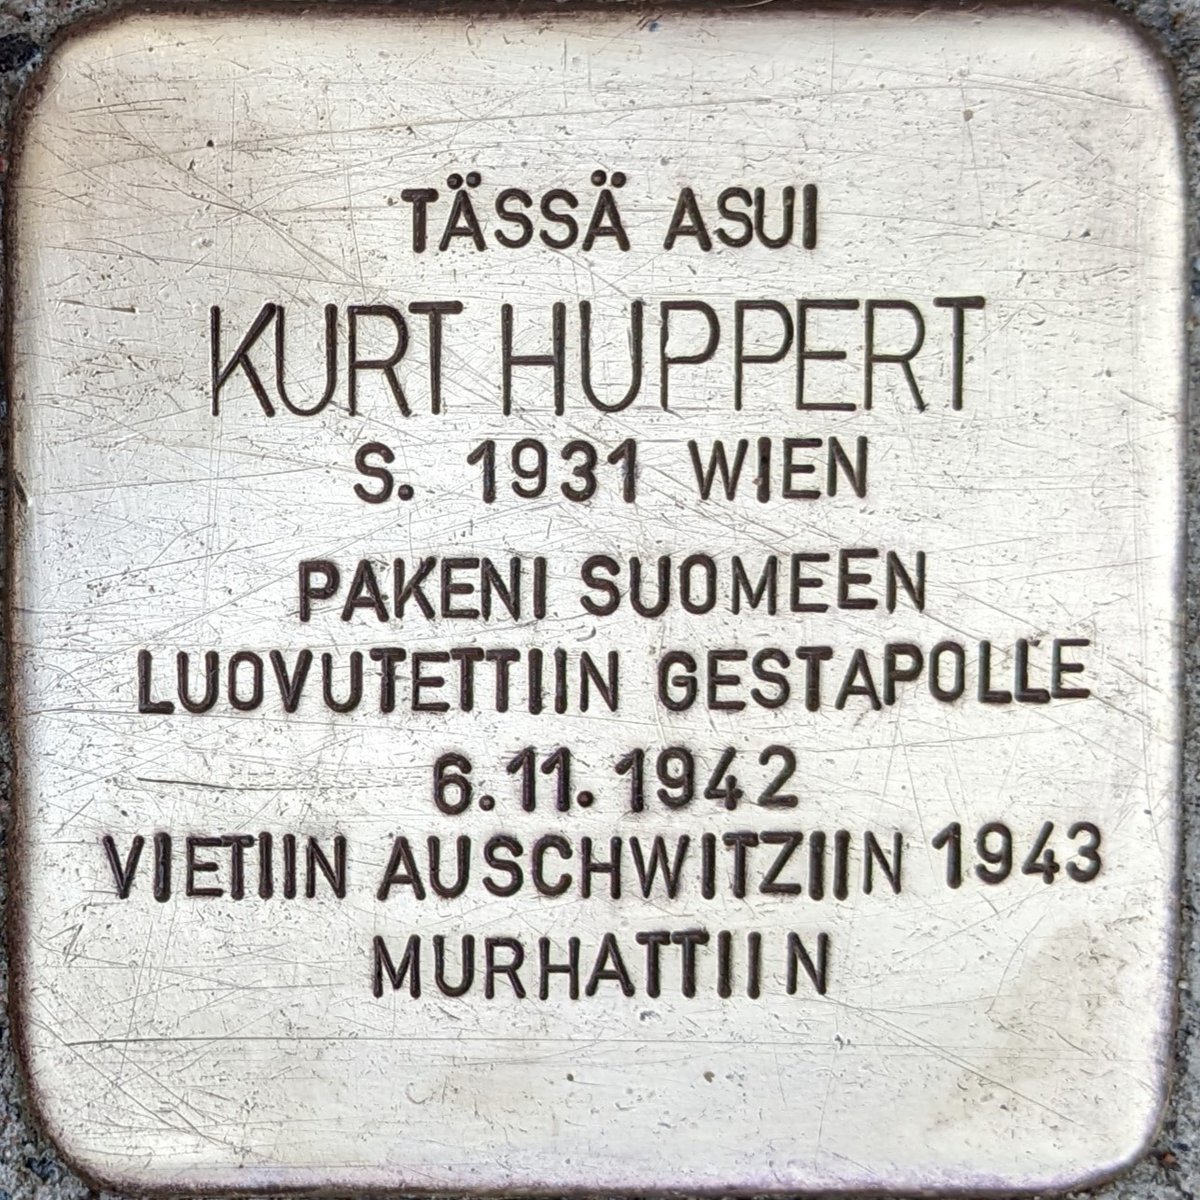 TÄSSÄ ASUI
KURT HUPPERT
S. 1931 WIEN
PAKENI SUOMEEN
LUOVUTETTIIN GESTAPOLLE
6.11.1942
VIETIIN AUSCHWITZIIN 1943
MURHATTIIN